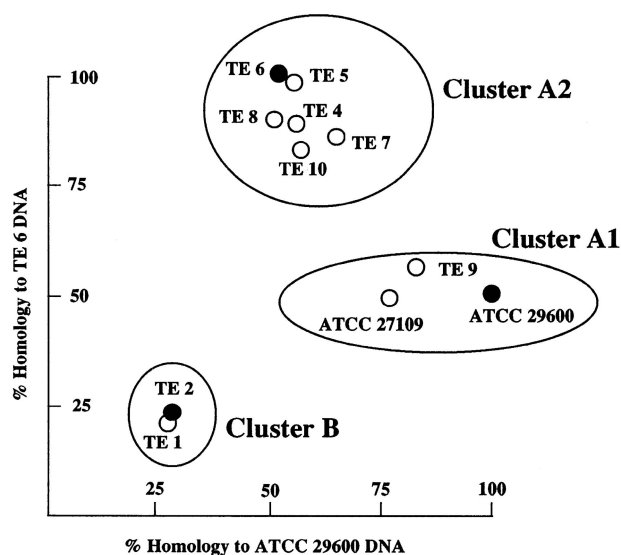 100
75
50
25
% Homology to TE 6 DNA
TE 6
TE 5
TE 8
TE 4
TE 7
TE 10
Cluster A2
Cluster A1
TE 9
ATCC 27109
ATCC 29600
TE 2
TE 1
Cluster B
25
50
75
100
% Homology to ATCC 29600 DNA